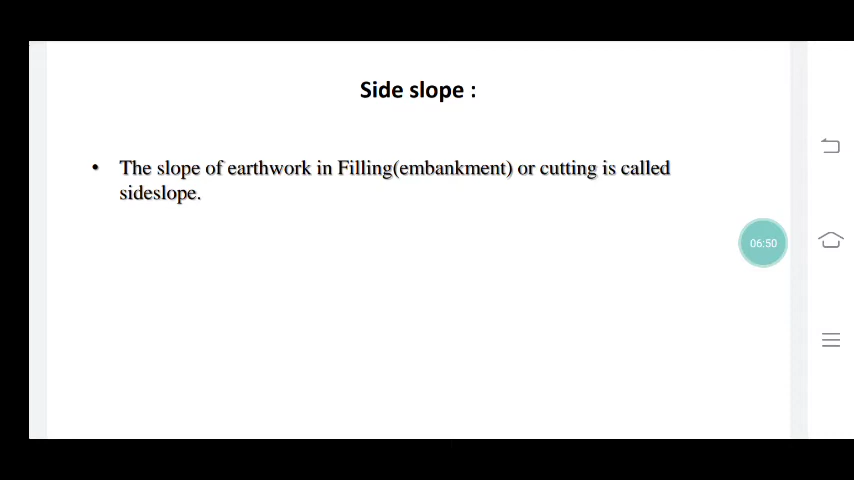 Side slope :
• The slope of earthwork in Filling(embankment) or cutting is called
sideslope.
06:50